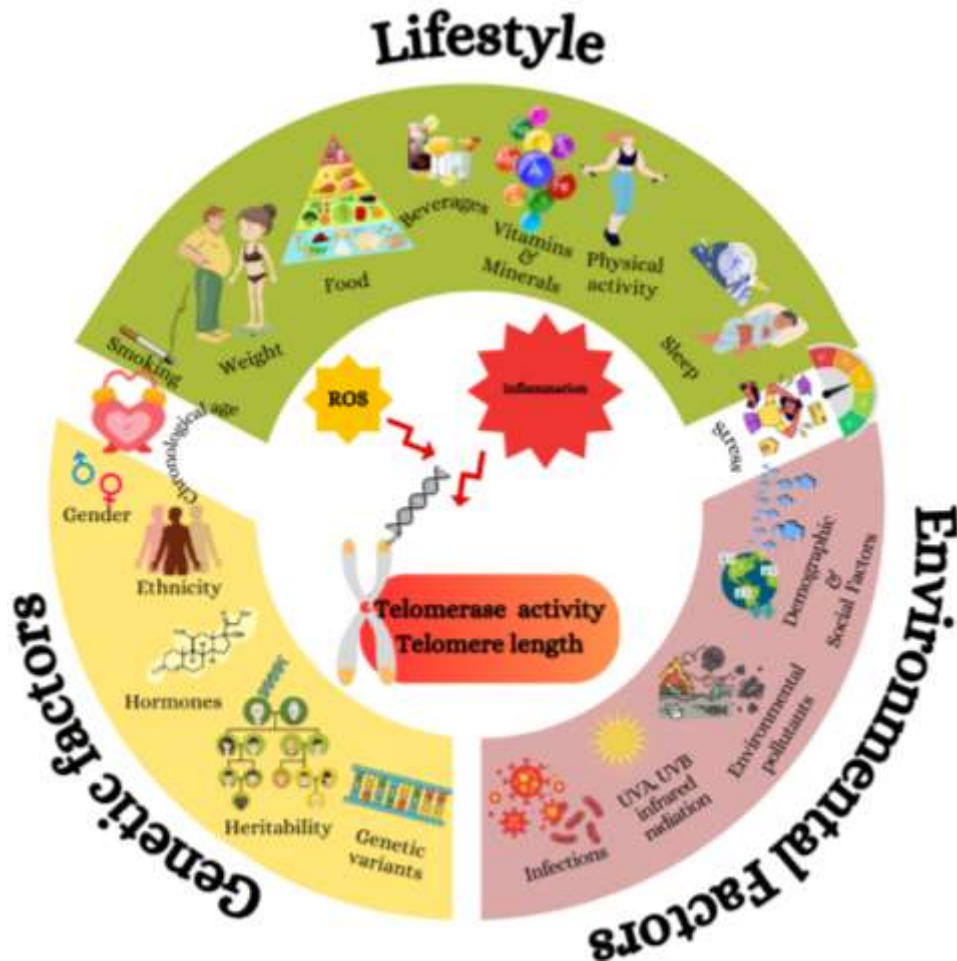 Lifestyle
Smoking
Weight
Food
Beverages
Vitamins
&
Minerals
Physical
activity
Sleep
Stress
Chronological age
ROS
Inflammation
Telomerase activity
Telomere length
Gender
Ethnicity
Hormones
Heritability
Genetic
variants
Genetic factors
Demographic
&
Social Factors
Environmental
pollutants
UVA, UVB
infrared
radiation
Infections
Environmental Factors